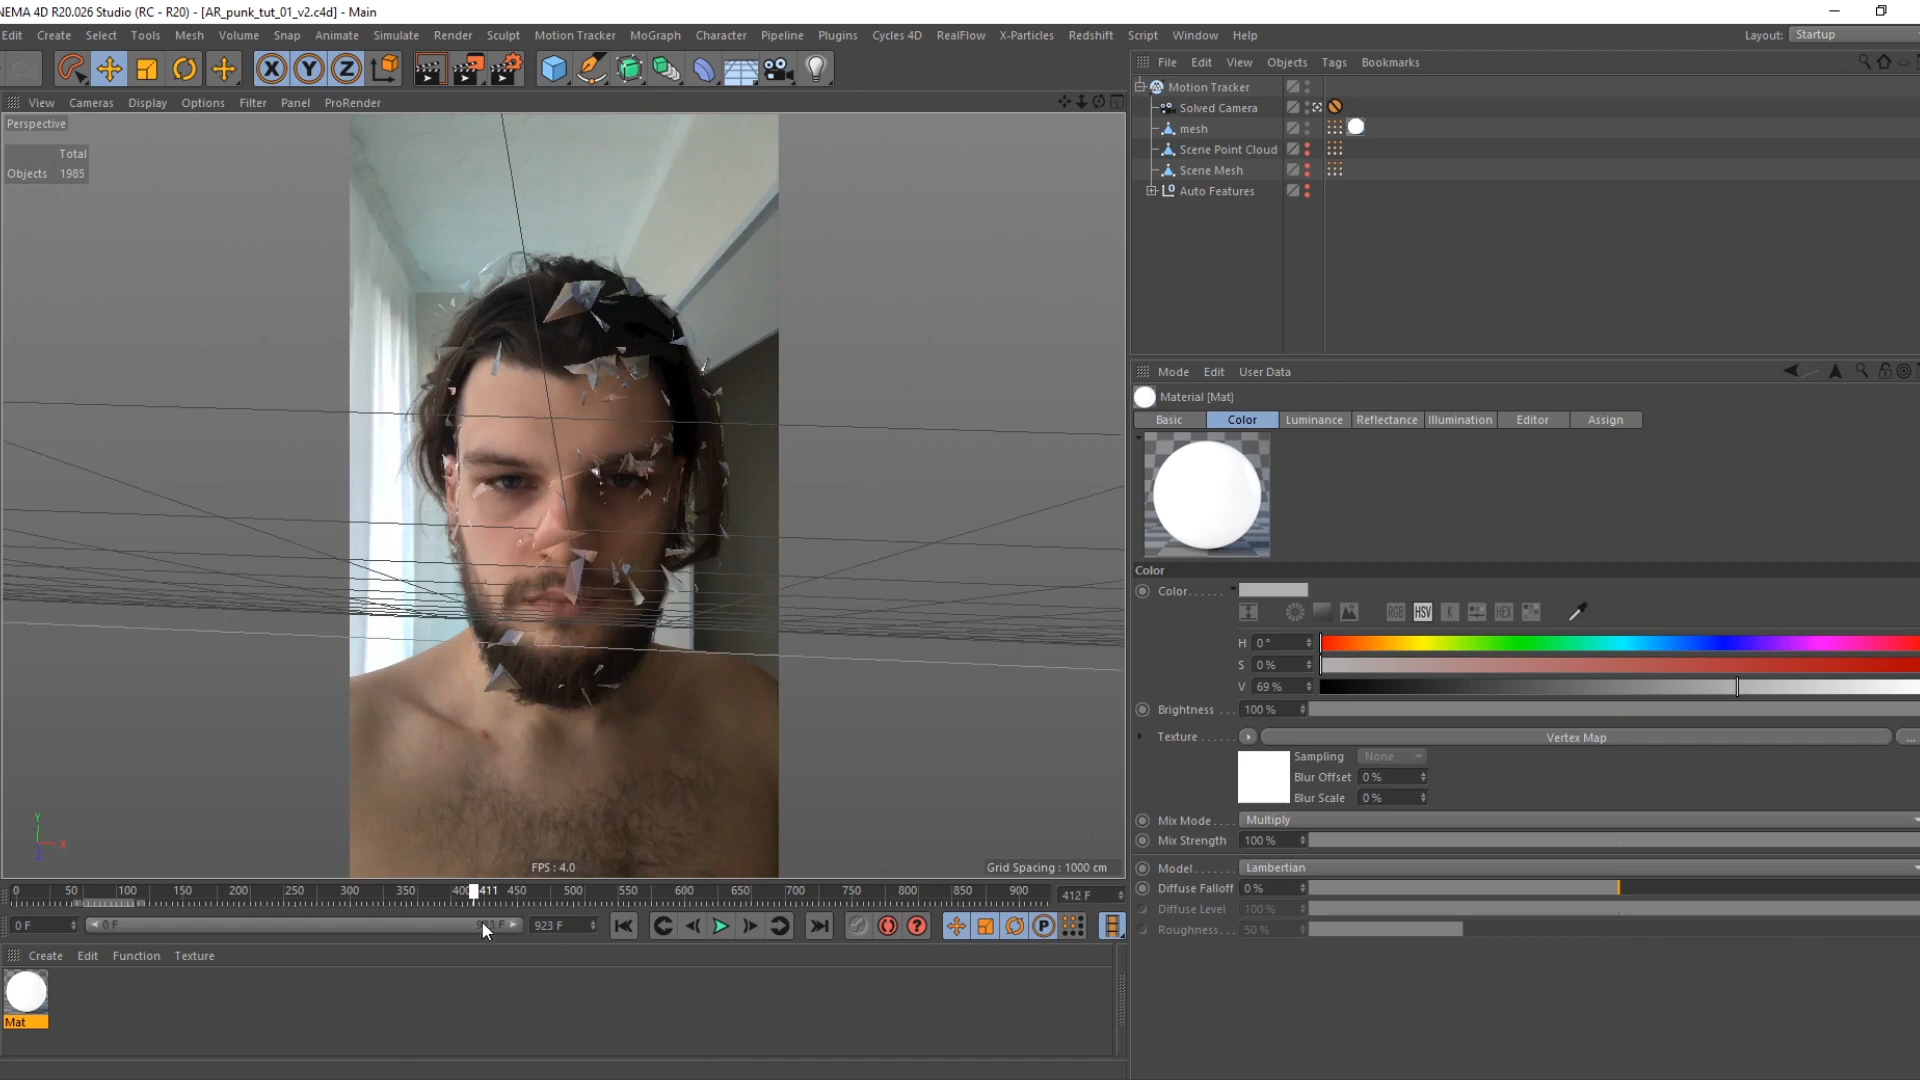 NEMA 4D R20.026 Studio (RC - R20) - [AR_punk_tut_01_v2.c4d] - Main
Edit Create Select Tools Mesh Volume Snap Animate Simulate Render Sculpt Motion Tracker MoGraph Character Pipeline Plugins Cycles 4D RealFlow X-Particles Redshift Script Window Help Layout: Startup
X Y Z
File Edit View Objects Tags Bookmarks
View Cameras Display Options Filter Panel ProRender
Perspective
Total
Objects 1985
Motion Tracker
Solved Camera
mesh
Scene Point Cloud
Scene Mesh
Auto Features
Mode Edit User Data
Material [Mat]
Basic Color Luminance Reflectance Illumination Editor Assign
Color
Color......
RGB HSV K HEX
H 0°
S 0%
V 69%
Brightness... 100%
Texture...... Vertex Map ...
Sampling None
Blur Offset 0%
Blur Scale 0%
Mix Mode.... Multiply
Mix Strength 100%
Model....... Lambertian
Diffuse Falloff 0%
Diffuse Level 100%
Roughness... 50%
Y
X
Z
FPS : 4.0
Grid Spacing : 1000 cm
0 50 100 150 200 250 300 350 400 411 450 500 550 600 650 700 750 800 850 900 412 F
0 F 0 F 923 F 923 F P
Create Edit Function Texture
Mat